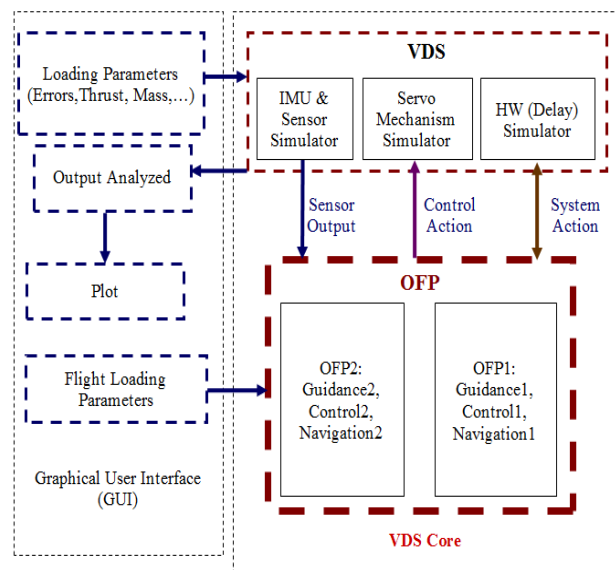 Loading Parameters
(Errors,Thrust, Mass,…)
Output Analyzed
Plot
Flight Loading
Parameters
Graphical User Interface
(GUI)
VDS
IMU &
Sensor
Simulator
Servo
Mechanism
Simulator
HW (Delay)
Simulator
Sensor
Output
Control
Action
System
Action
OFP
OFP2:
Guidance2,
Control2,
Navigation2
OFP1:
Guidance1,
Control1,
Navigation1
VDS Core